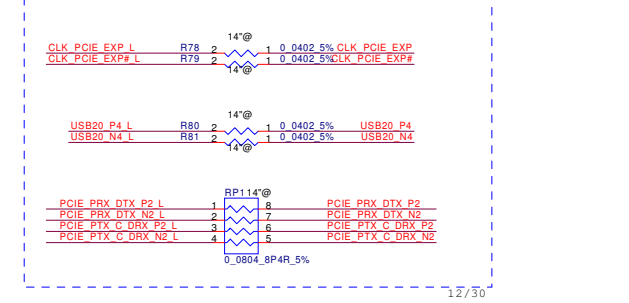 14"@
CLK_PCIE_EXP_L R78 2 1 0_0402_5% CLK_PCIE_EXP
CLK_PCIE_EXP#_L R79 2 1 0_0402_5% CLK_PCIE_EXP#
14"@
14"@
USB20_P4_L R80 2 1 0_0402_5% USB20_P4
USB20_N4_L R81 2 1 0_0402_5% USB20_N4
14"@
RP1 14"@
PCIE_PRX_DTX_P2_L 1 8 PCIE_PRX_DTX_P2
PCIE_PRX_DTX_N2_L 2 7 PCIE_PRX_DTX_N2
PCIE_PTX_C_DRX_P2_L 3 6 PCIE_PTX_C_DRX_P2
PCIE_PTX_C_DRX_N2_L 4 5 PCIE_PTX_C_DRX_N2
0_0804_8P4R_5%
12/30